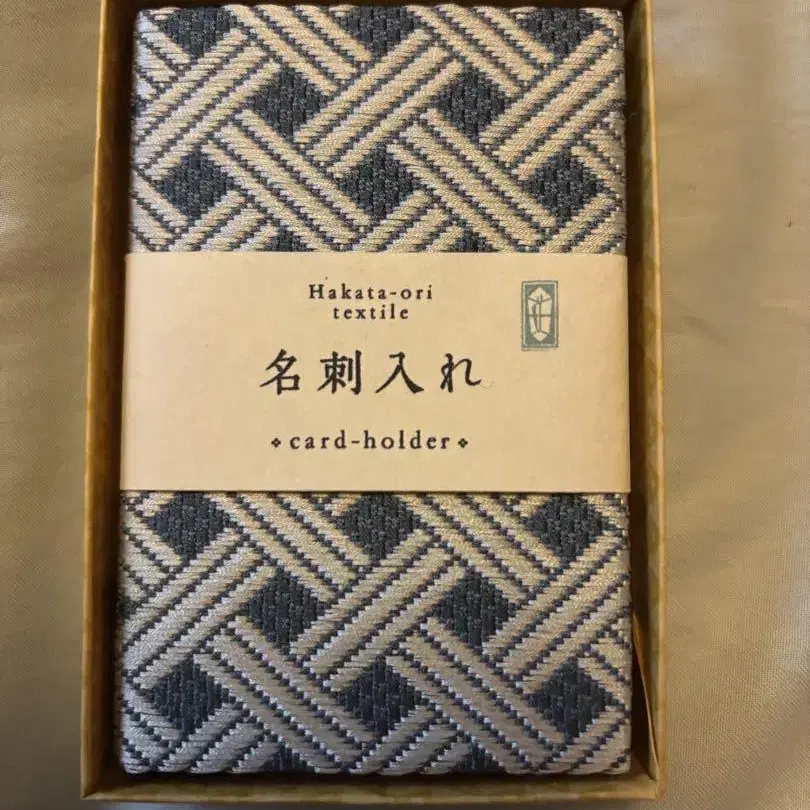 Hakata-ori
textile
名刺入れ
card-holder